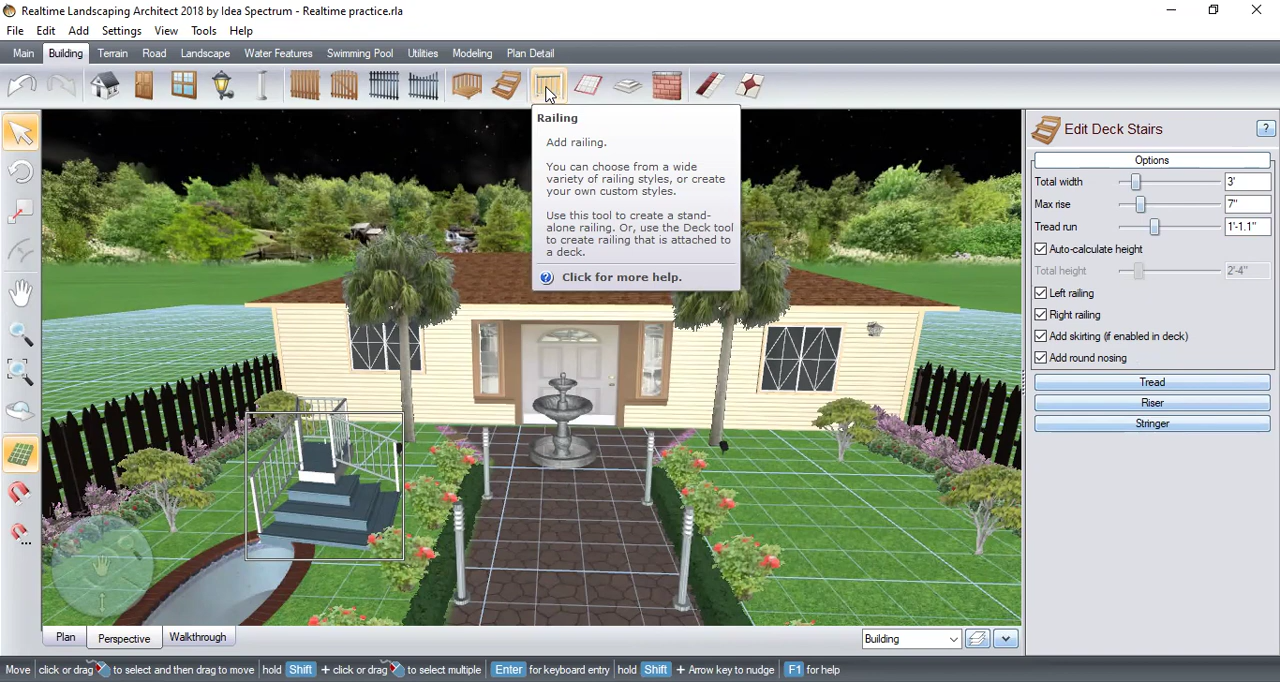 Realtime Landscaping Architect 2018 by Idea Spectrum - Realtime practice.rla
File Edit Add Settings View Tools Help
Main Building Terrain Road Landscape Water Features Swimming Pool Utilities Modeling Plan Detail
Railing
Add railing.
You can choose from a wide
variety of railing styles, or create
your own custom styles.
Use this tool to create a stand-
alone railing. Or, use the Deck tool
to create railing that is attached to
a deck.
Click for more help.
Edit Deck Stairs ?
Options
Total width 3'
Max rise 7"
Tread run 1'-1.1"
Auto-calculate height
Total height 2'-4"
Left railing
Right railing
Add skirting (if enabled in deck)
Add round nosing
Tread
Riser
Stringer
Plan Perspective Walkthrough Building
Move click or drag to select and then drag to move hold Shift + click or drag to select multiple Enter for keyboard entry hold Shift + Arrow key to nudge F1 for help